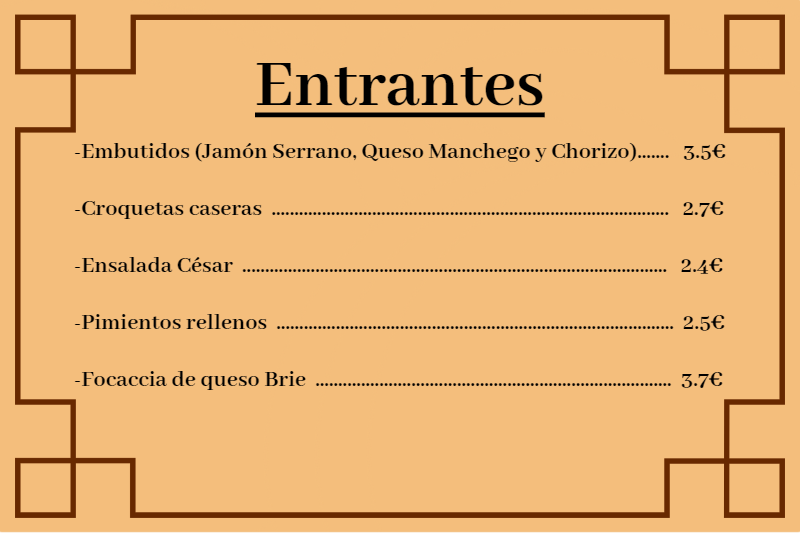 Entrantes
-Embutidos (Jamón Serrano, Queso Manchego y Chorizo)....... 3.5€
-Croquetas caseras ........................................................................................ 2.7€
-Ensalada César .............................................................................................. 2.4€
-Pimientos rellenos ........................................................................................ 2.5€
-Focaccia de queso Brie ............................................................................... 3.7€